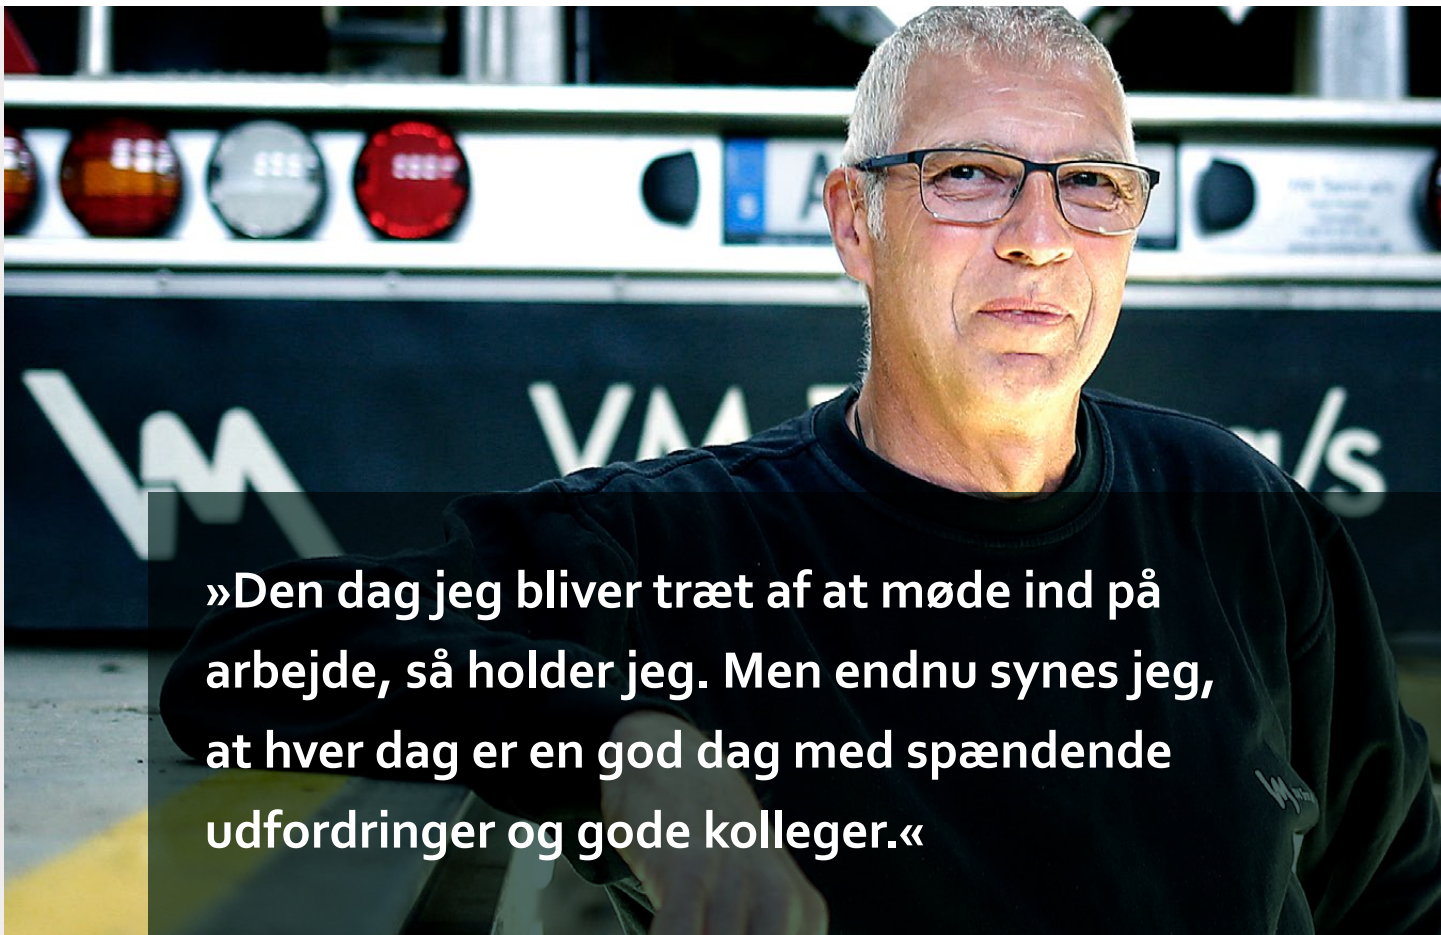 VM
a/s
»Den dag jeg bliver træt af at møde ind på
arbejde, så holder jeg. Men endnu synes jeg,
at hver dag er en god dag med spændende
udfordringer og gode kolleger.«